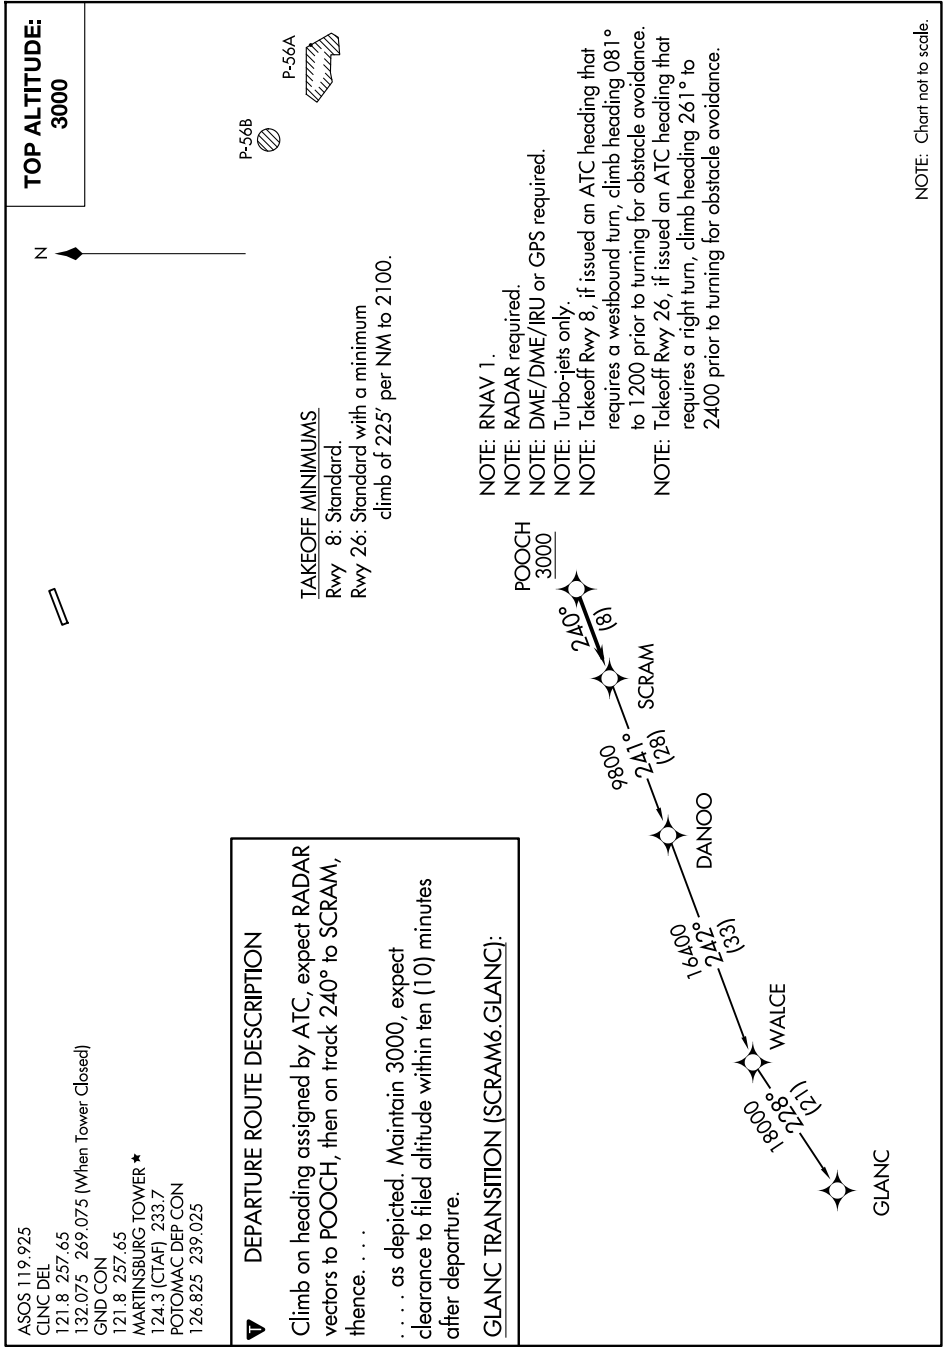 ASOS 119.925
CLNC DEL
121.8 257.65
132.075 269.075 (When Tower Closed)
GND CON
121.8 257.65
MARTINSBURG TOWER ★
124.3 (CTAF) 233.7
POTOMAC DEP CON
126.825 239.025
TOP ALTITUDE:
3000
N
P-56B
P-56A
T
DEPARTURE ROUTE DESCRIPTION
Climb on heading assigned by ATC, expect RADAR
vectors to POOCH, then on track 240° to SCRAM,
thence. . . .
. . . . as depicted. Maintain 3000, expect
clearance to filed altitude within ten (10) minutes
after departure.
GLANC TRANSITION (SCRAM6.GLANC):
TAKEOFF MINIMUMS
Rwy 8: Standard.
Rwy 26: Standard with a minimum
climb of 225' per NM to 2100.
NOTE: RNAV 1.
NOTE: RADAR required.
NOTE: DME/DME/IRU or GPS required.
NOTE: Turbo-jets only.
NOTE: Takeoff Rwy 8, if issued an ATC heading that
requires a westbound turn, climb heading 081°
to 1200 prior to turning for obstacle avoidance.
NOTE: Takeoff Rwy 26, if issued an ATC heading that
requires a right turn, climb heading 261° to
2400 prior to turning for obstacle avoidance.
POOCH
3000
240°
(8)
SCRAM
9800
241°
(28)
DANOO
16400
242°
(33)
WALCE
18000
228°
(21)
GLANC
NOTE: Chart not to scale.